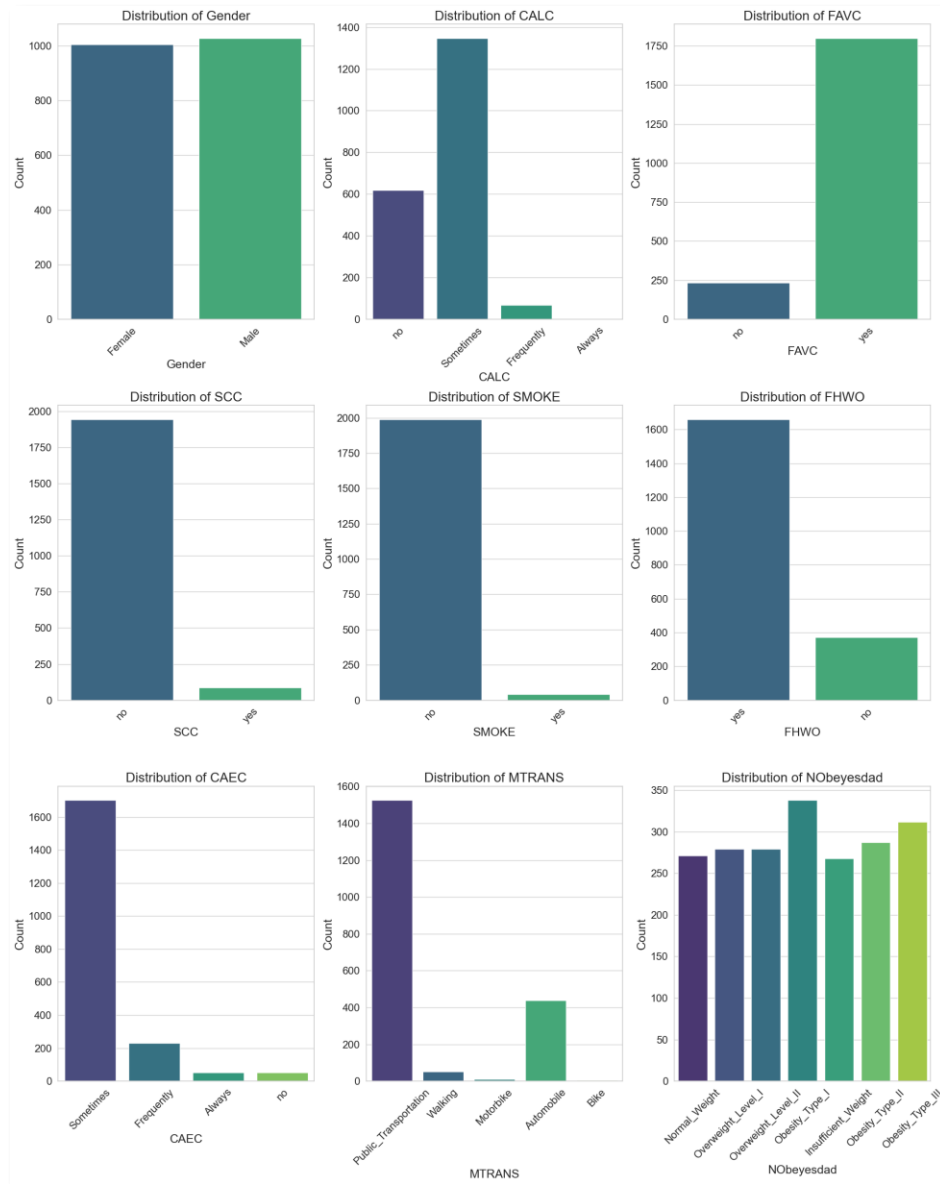 Distribution of Gender
Count
1000
800
600
400
200
0
Female
Male
Gender
Distribution of CALC
Count
1400
1200
1000
800
600
400
200
0
no
Sometimes
Frequently
Always
CALC
Distribution of FAVC
Count
1750
1500
1250
1000
750
500
250
0
no
yes
FAVC
Distribution of SCC
Count
2000
1750
1500
1250
1000
750
500
250
0
no
yes
SCC
Distribution of SMOKE
Count
2000
1750
1500
1250
1000
750
500
250
0
no
yes
SMOKE
Distribution of FHWO
Count
1600
1400
1200
1000
800
600
400
200
0
yes
no
FHWO
Distribution of CAEC
Count
1600
1400
1200
1000
800
600
400
200
0
Sometimes
Frequently
Always
no
CAEC
Distribution of MTRANS
Count
1600
1400
1200
1000
800
600
400
200
0
Public_Transportation
Walking
Motorbike
Automobile
Bike
MTRANS
Distribution of NObeyesdad
Count
350
300
250
200
150
100
50
0
Normal_Weight
Overweight_Level_I
Overweight_Level_II
Obesity_Type_I
Insufficient_Weight
Obesity_Type_II
Obesity_Type_III
NObeyesdad